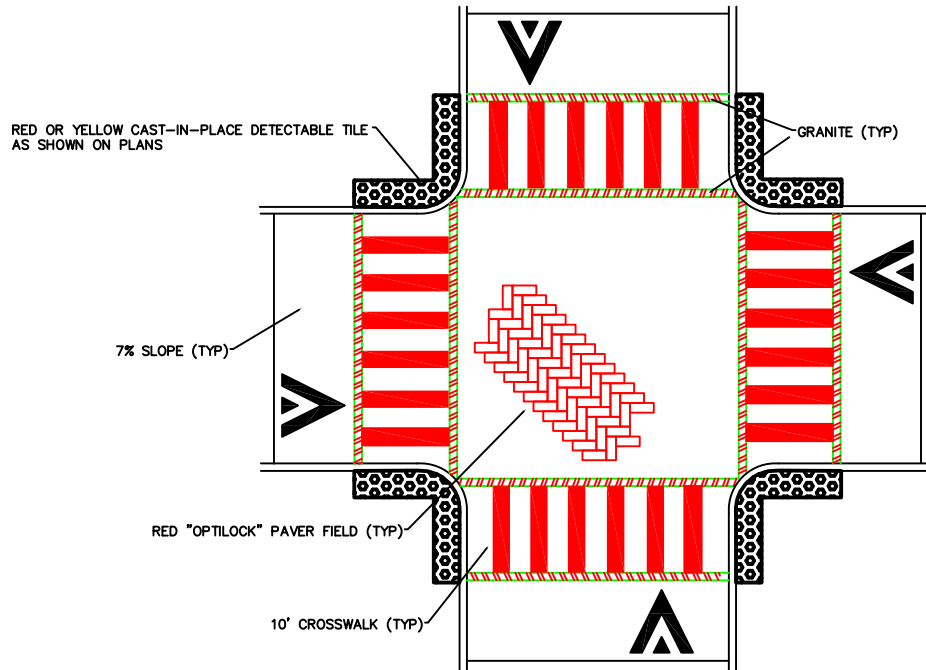 RED OR YELLOW CAST-IN-PLACE DETECTABLE TILE
AS SHOWN ON PLANS
GRANITE (TYP)
7% SLOPE (TYP)
RED "OPTILOCK" PAVER FIELD (TYP)
10' CROSSWALK (TYP)